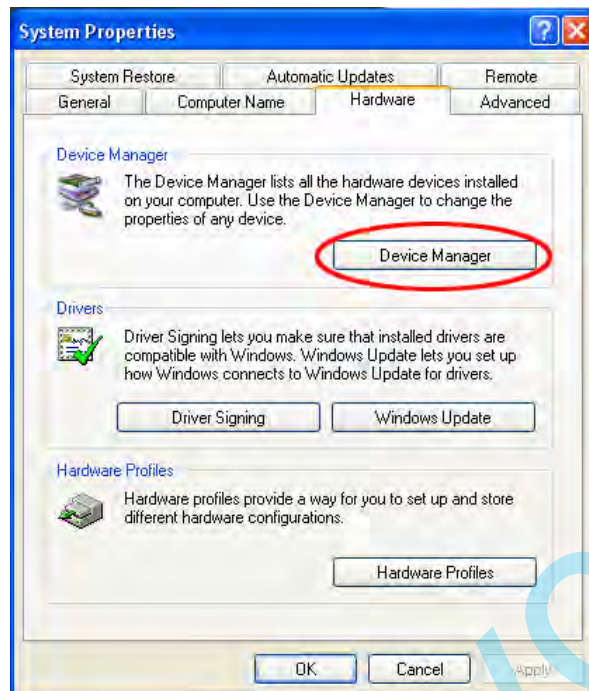 System Properties
System Restore Automatic Updates Remote
General Computer Name Hardware Advanced
Device Manager
The Device Manager lists all the hardware devices installed
on your computer. Use the Device Manager to change the
properties of any device.
Device Manager
Drivers
Driver Signing lets you make sure that installed drivers are
compatible with Windows. Windows Update lets you set up
how Windows connects to Windows Update for drivers.
Driver Signing Windows Update
Hardware Profiles
Hardware profiles provide a way for you to set up and store
different hardware configurations.
Hardware Profiles
OK Cancel Apply